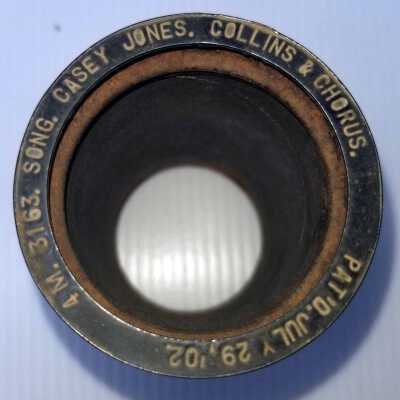 4 M. 3163. SONG. CASEY JONES. COLLINS & CHORUS.
PAT'D. JULY 29, '02